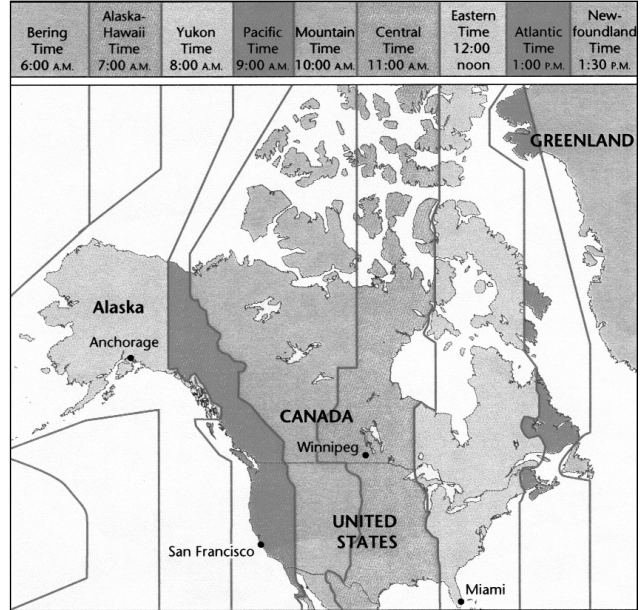 Bering
Time
6:00 A.M.
Alaska-
Hawaii
Time
7:00 A.M.
Yukon
Time
8:00 A.M.
Pacific
Time
9:00 A.M.
Mountain
Time
10:00 A.M.
Central
Time
11:00 A.M.
Eastern
Time
12:00
noon
Atlantic
Time
1:00 P.M.
New-
foundland
Time
1:30 P.M.
GREENLAND
Alaska
Anchorage
CANADA
Winnipeg
UNITED
STATES
San Francisco
Miami